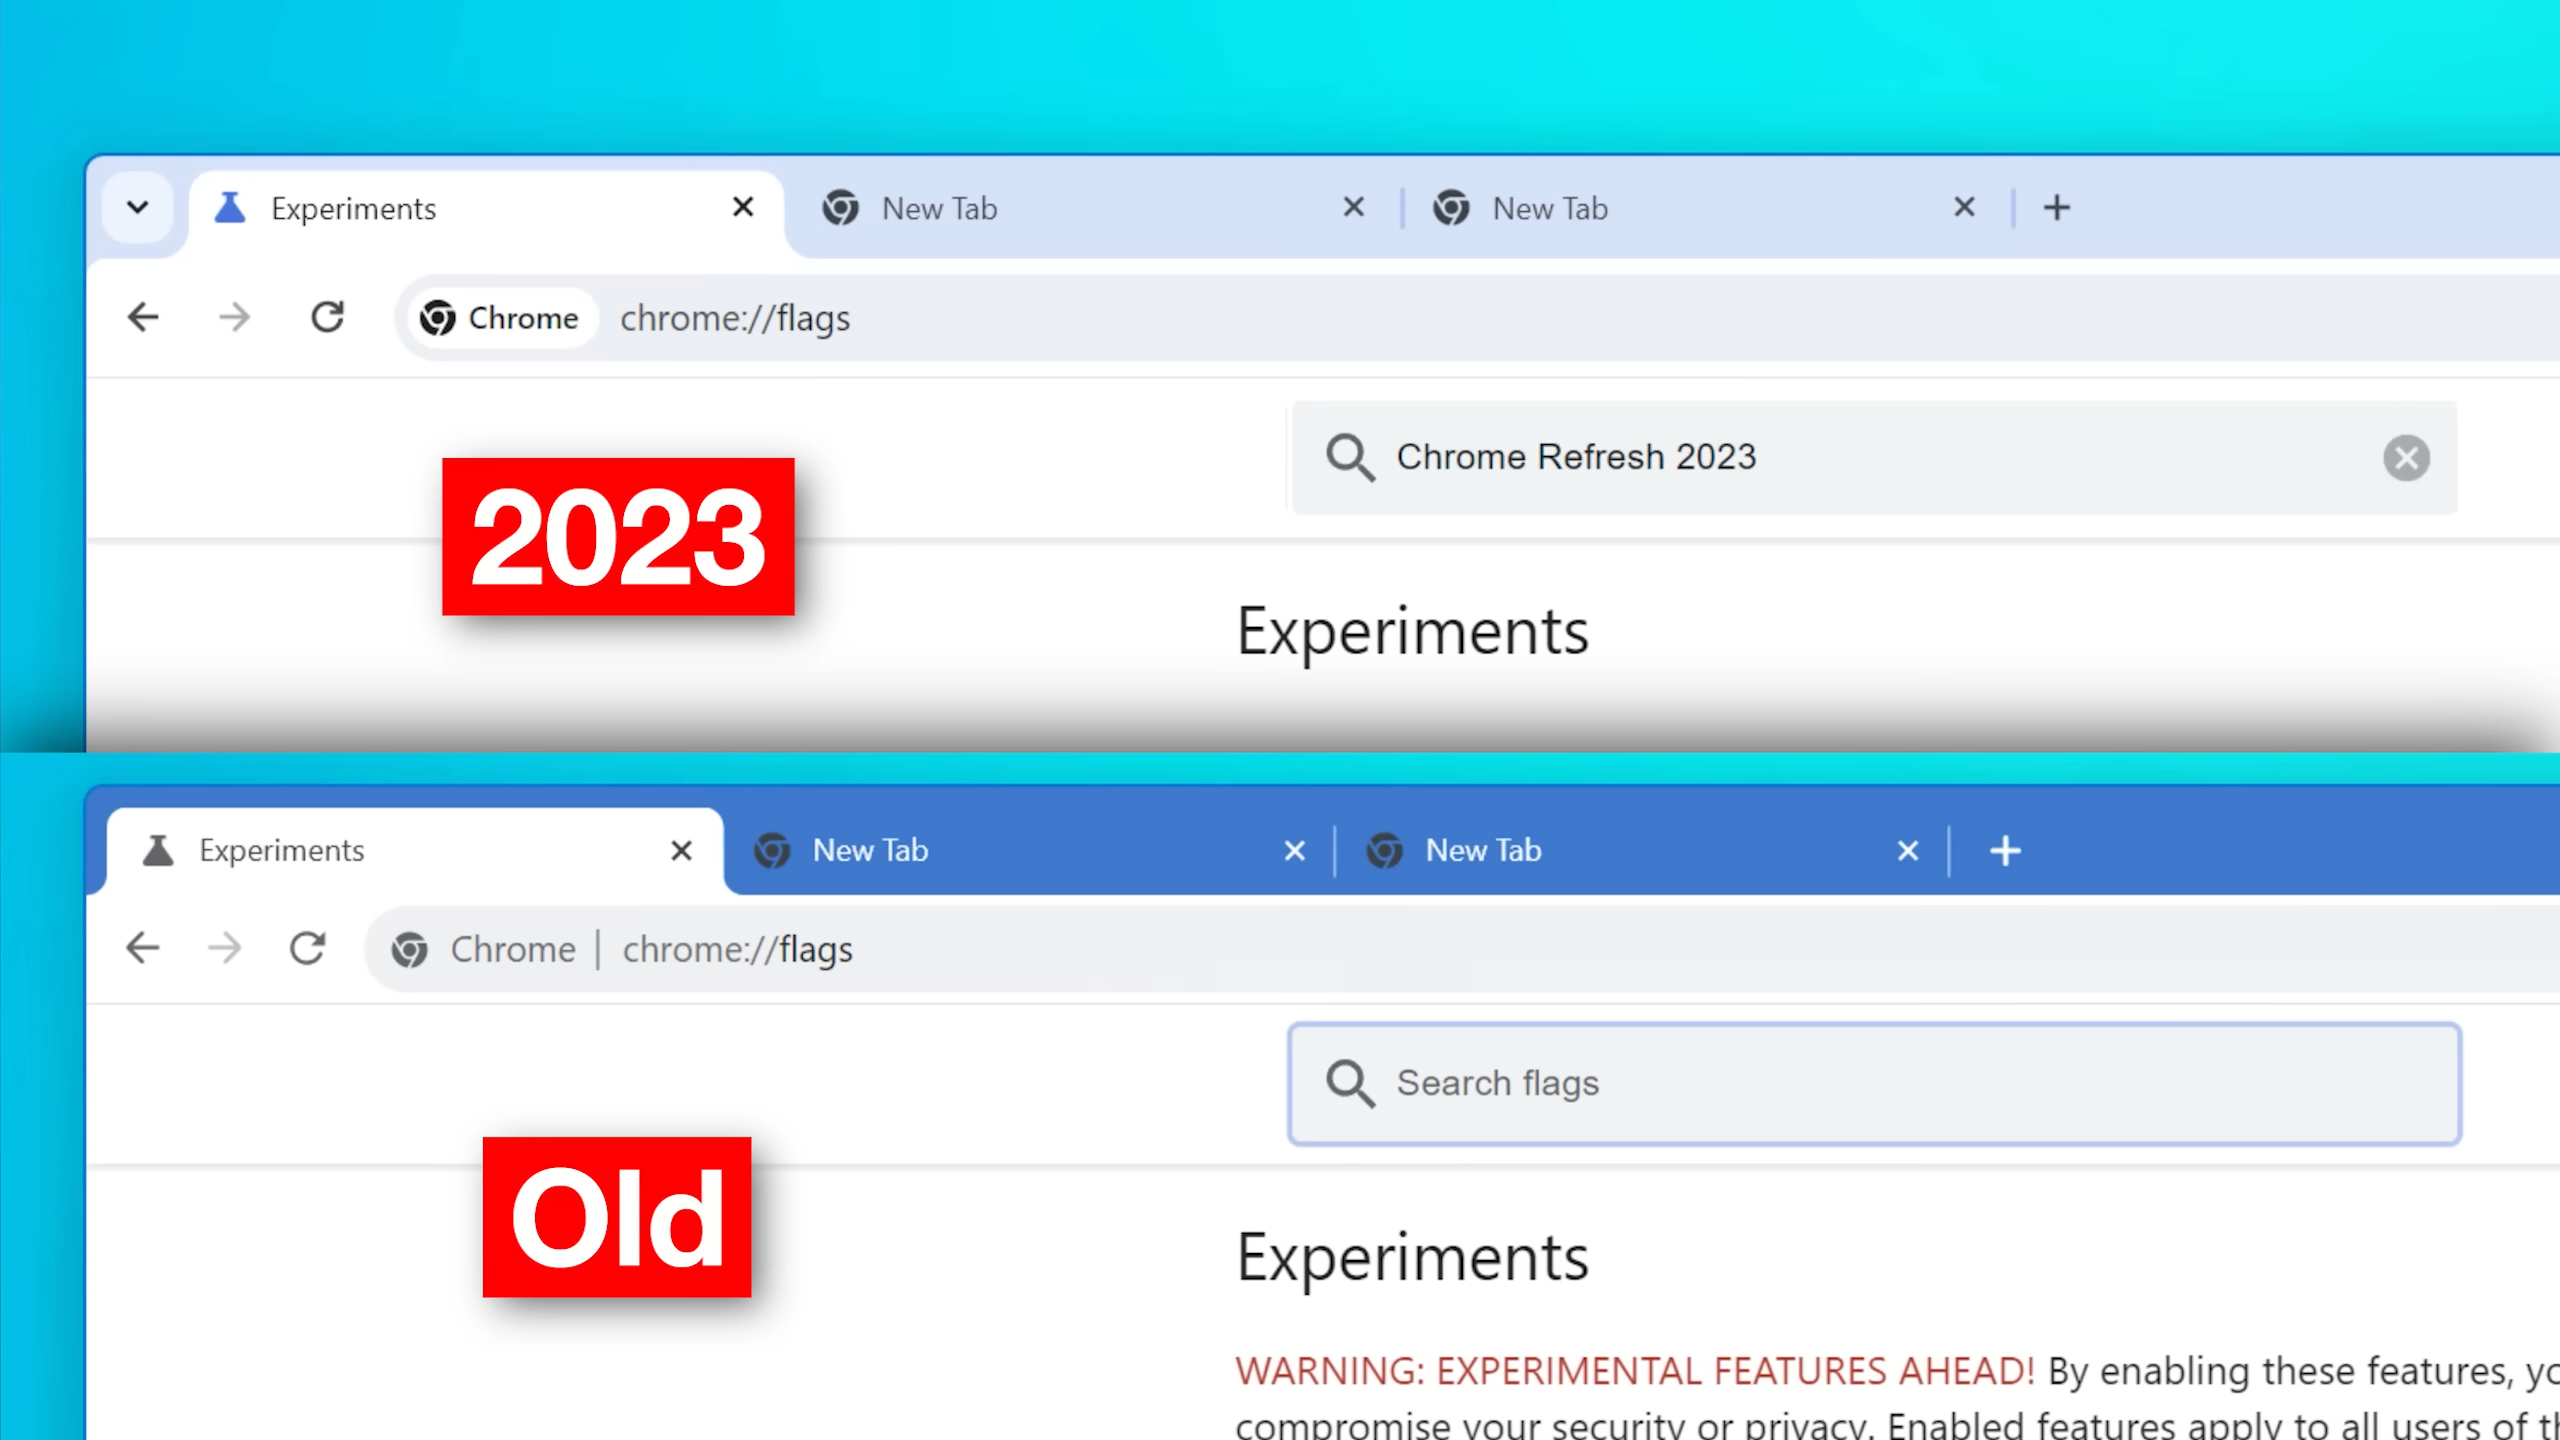 Experiments New Tab New Tab
Chrome chrome://flags
Chrome Refresh 2023
2023
Experiments
Experiments New Tab New Tab
Chrome | chrome://flags
Search flags
Old
Experiments
WARNING: EXPERIMENTAL FEATURES AHEAD! By enabling these features,
compromise your security or privacy. Enabled features apply to all users of